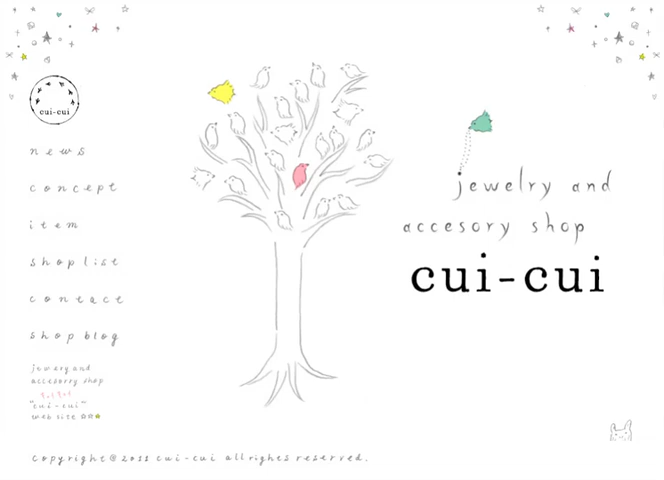 cui-cui
news
concept
item
shop list
contact
shop blog
jewery and
accesorry shop
"cui-cui"
web site
jewelry and
accesory shop
cui-cui
copyright@2011 cui-cui all rights reserved.